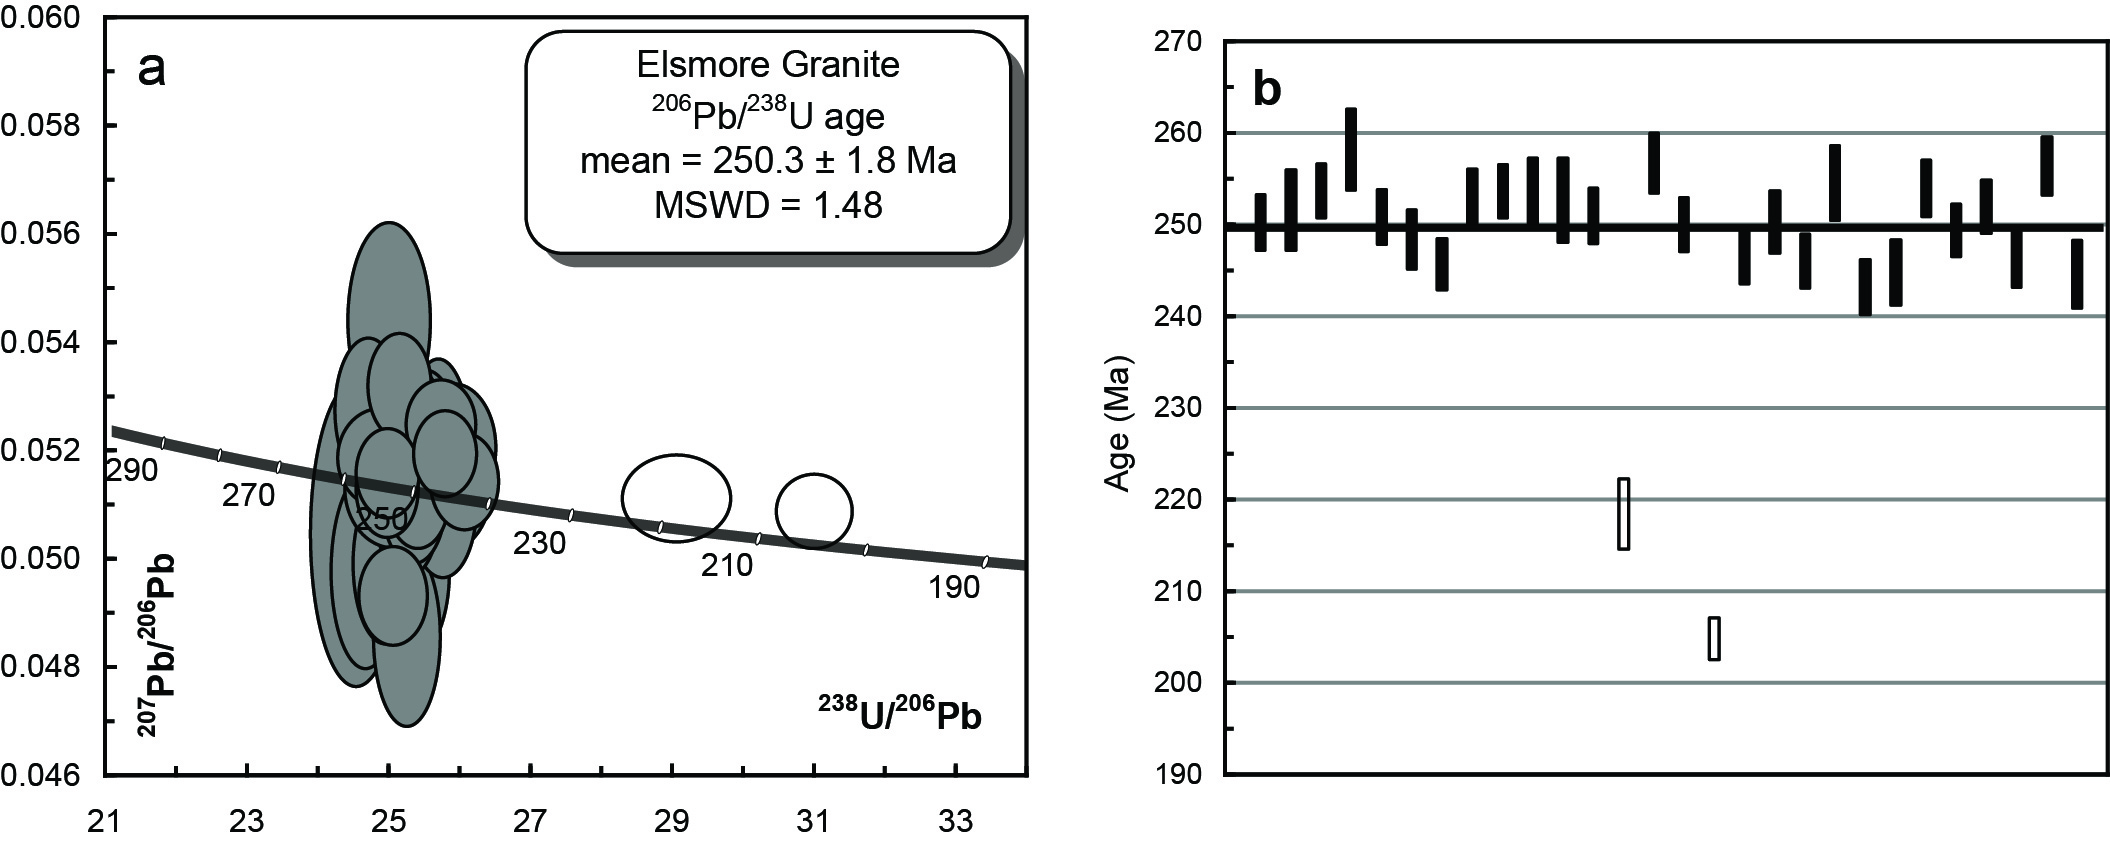 0.060
a
Elsmore Granite
²⁰⁶Pb/²³⁸U age
mean = 250.3 ± 1.8 Ma
MSWD = 1.48
0.058
0.056
0.054
0.052
290
270
250
230
210
190
0.050
0.048
0.046
²⁰⁷Pb/²⁰⁶Pb
²³⁸U/²⁰⁶Pb
21 23 25 27 29 31 33
b
270
260
250
240
230
220
210
200
190
Age (Ma)